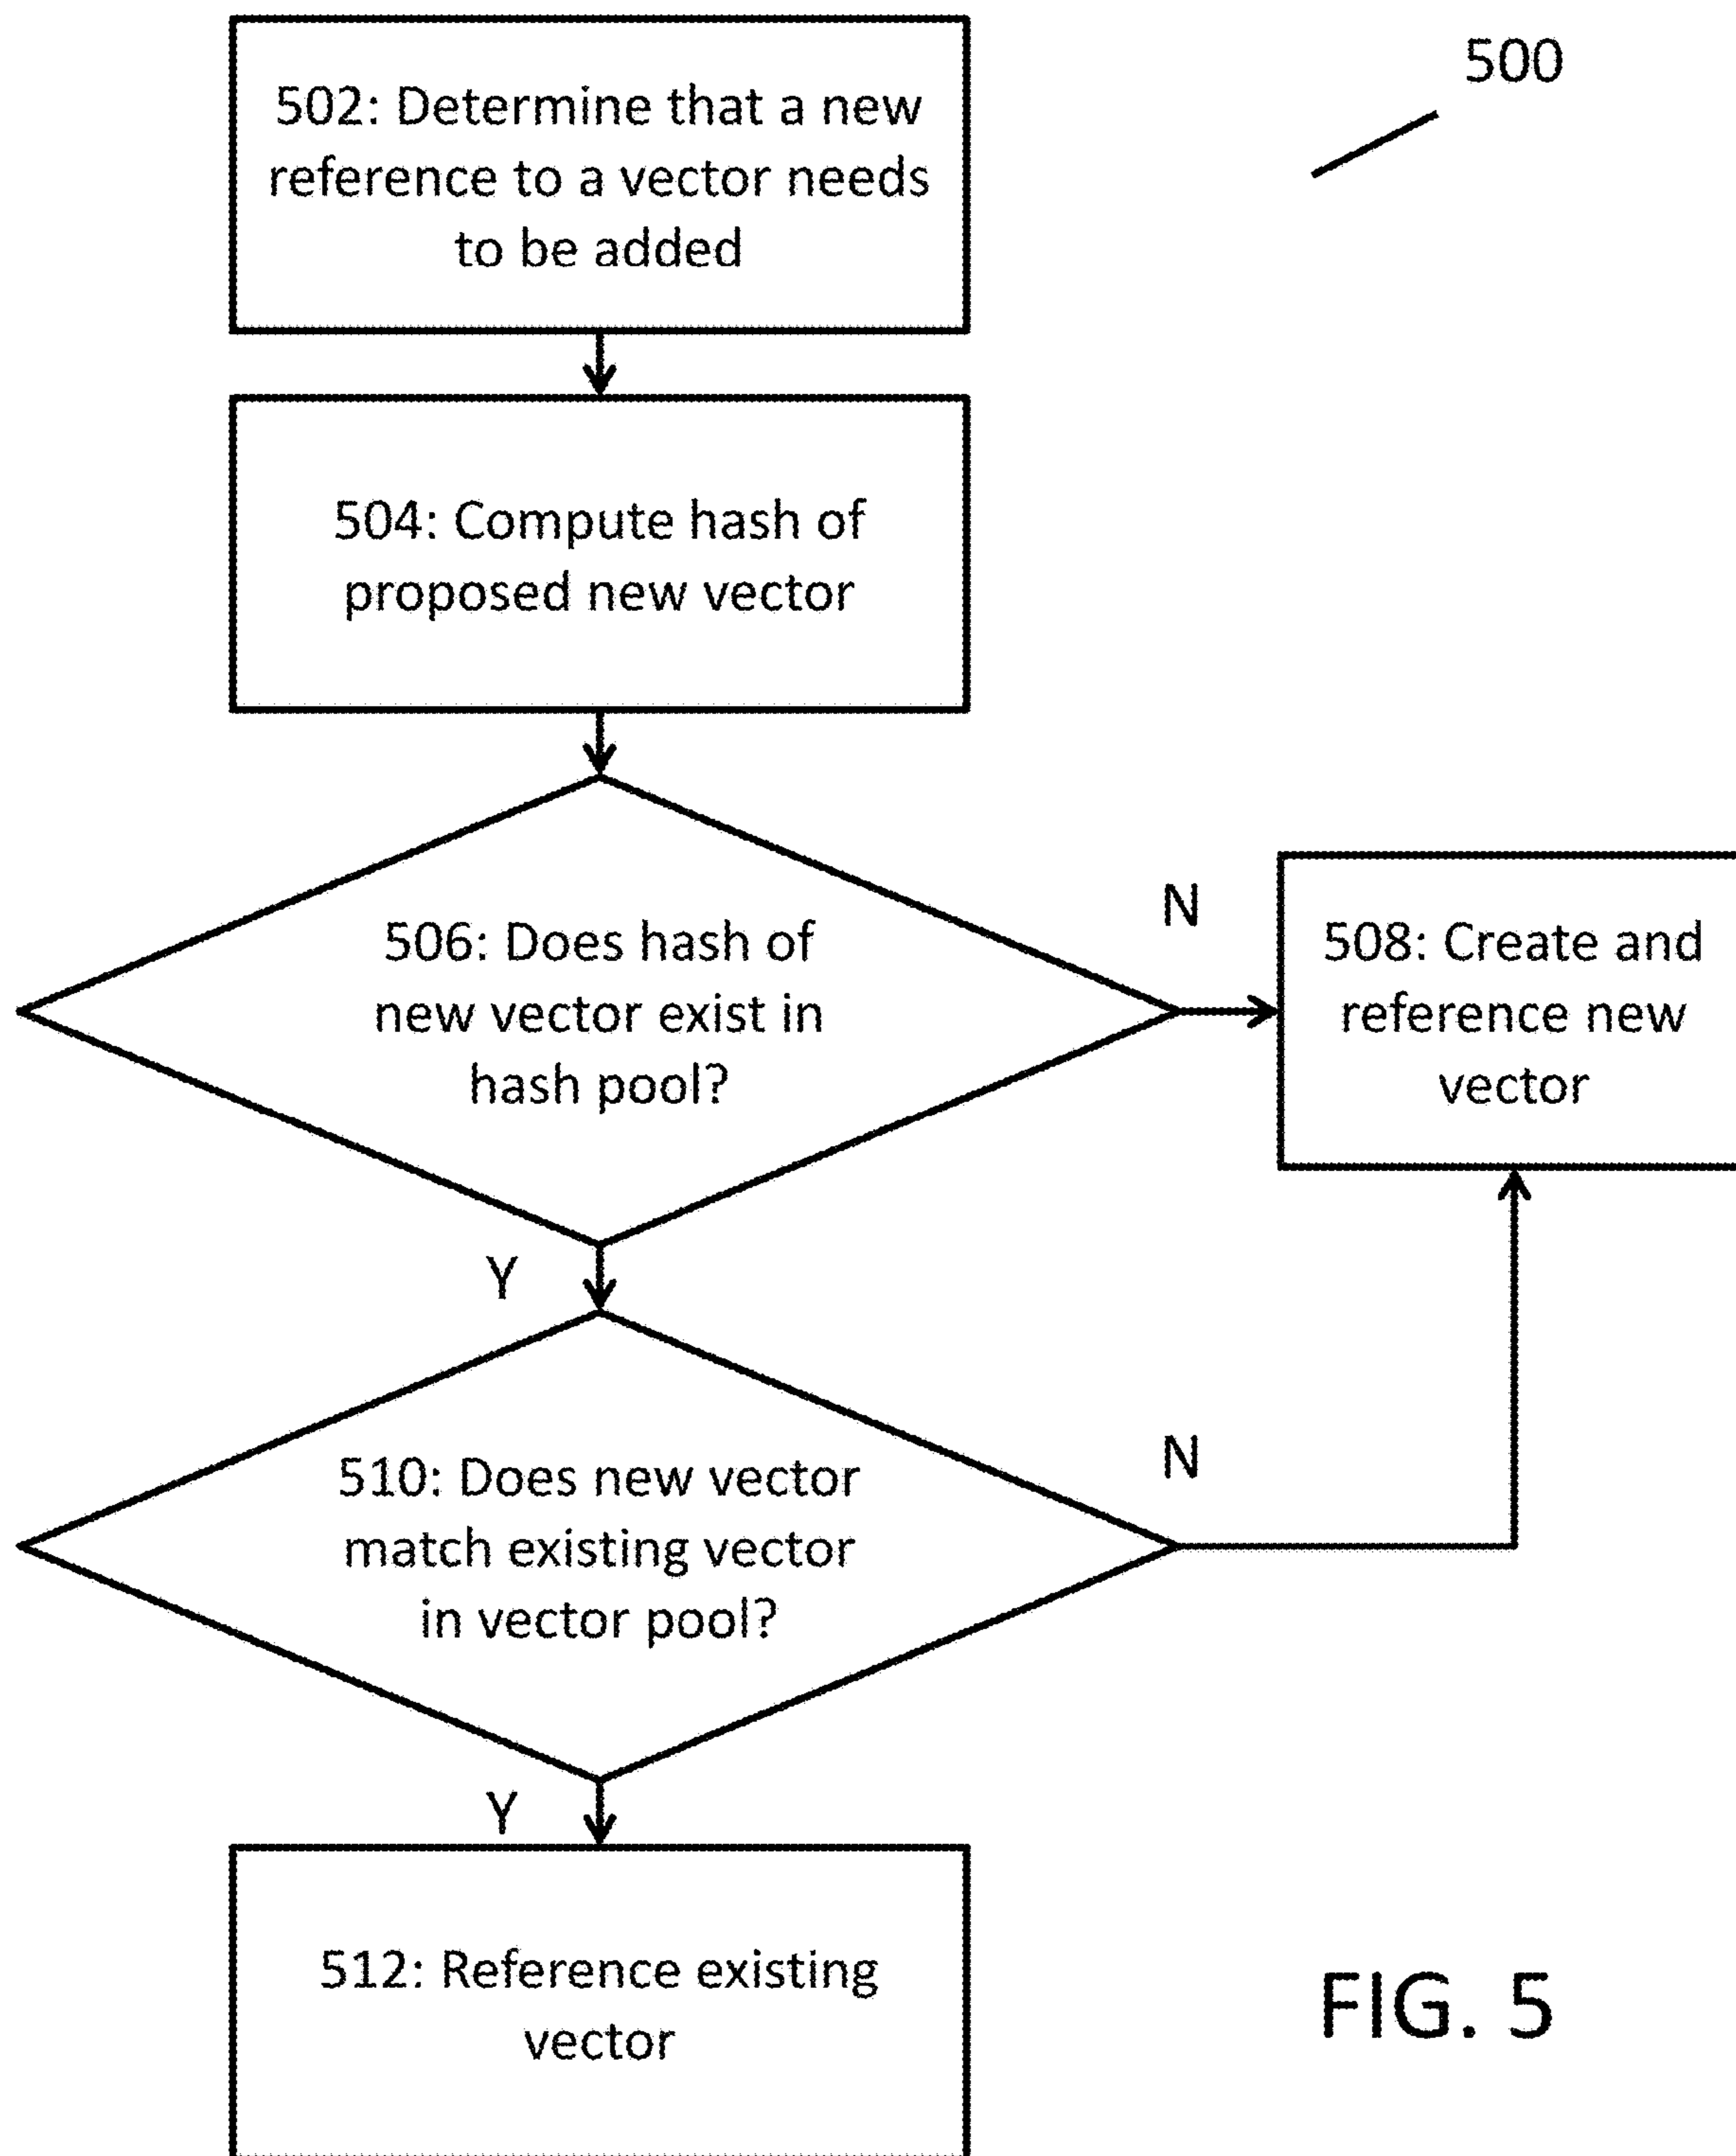 500
502: Determine that a new
reference to a vector needs
to be added
504: Compute hash of
proposed new vector
506: Does hash of
new vector exist in
hash pool?
N
508: Create and
reference new
vector
Y
510: Does new vector
match existing vector
in vector pool?
N
Y
512: Reference existing
vector
FIG. 5